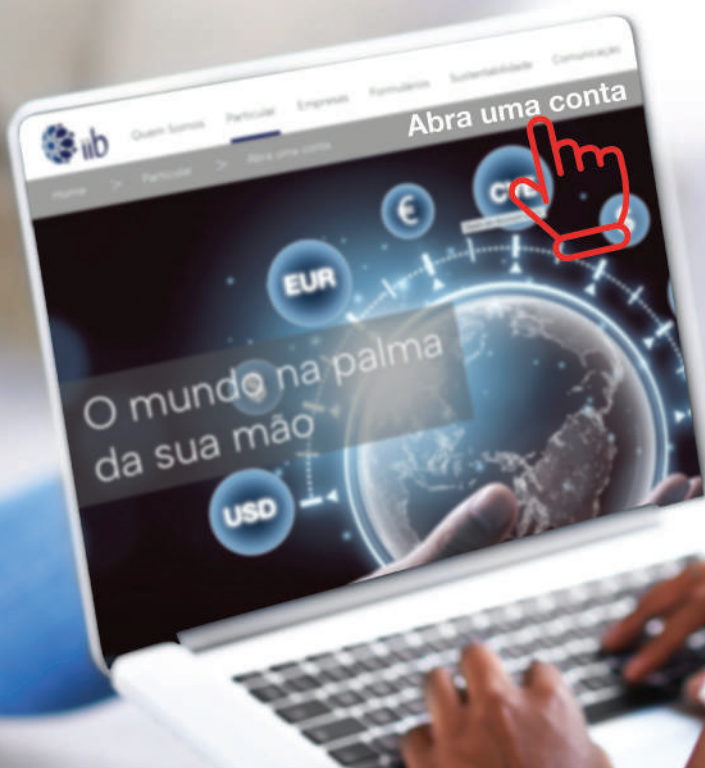 iib
Quem Somos Particular Empresas Formulários Sustentabilidade Comunicação
Abra uma conta
Home > Particular > Abra uma conta
€
CVE
$
EUR
O mundo na palma
da sua mão
USD